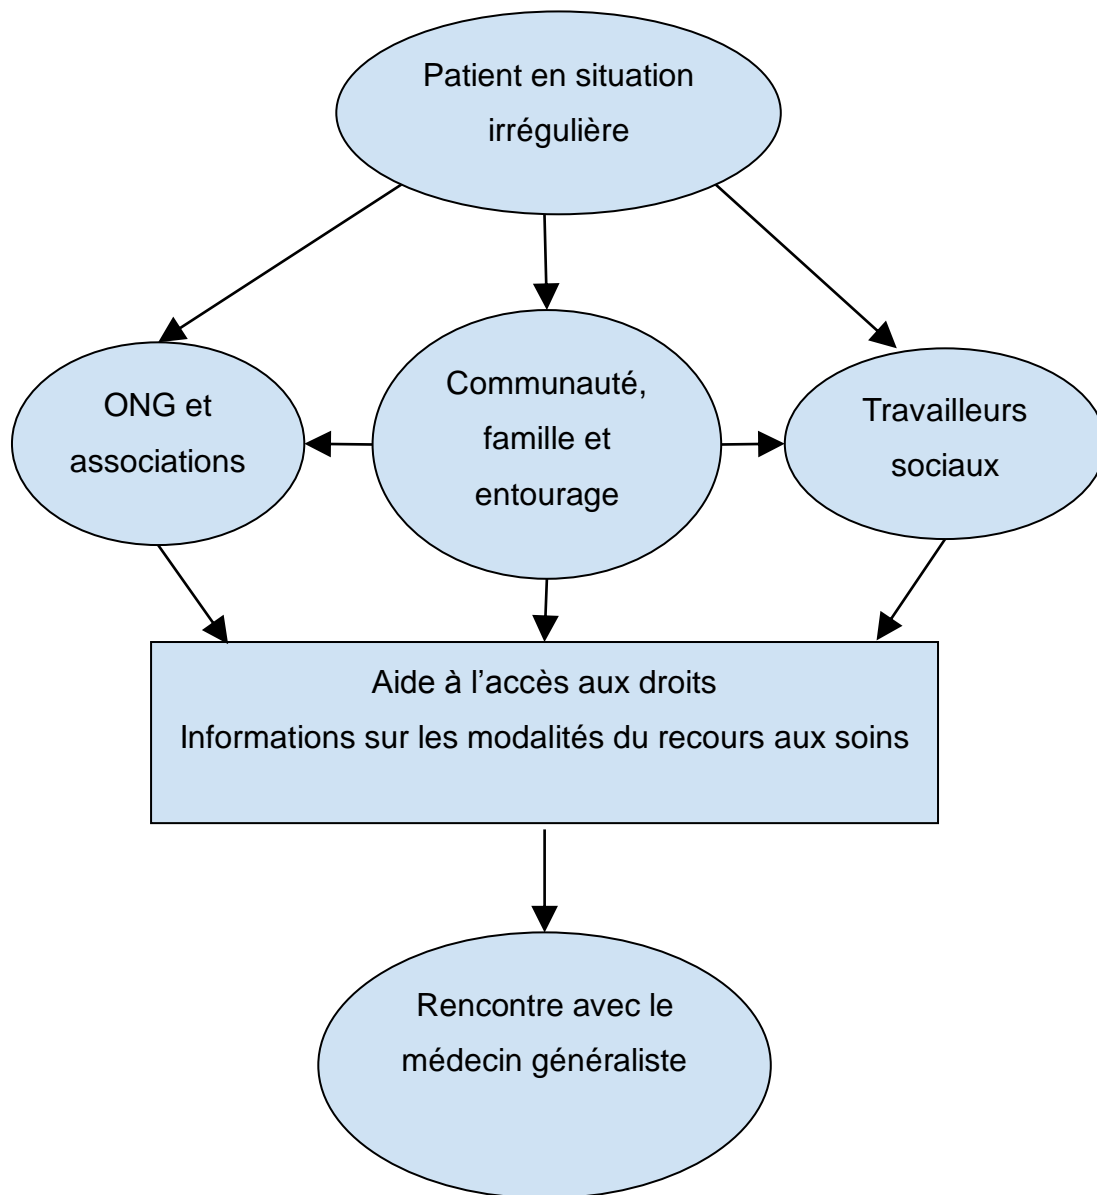 Patient en situation
irrégulière
ONG et
associations
Communauté,
famille et
entourage
Travailleurs
sociaux
Aide à l’accès aux droits
Informations sur les modalités du recours aux soins
Rencontre avec le
médecin généraliste